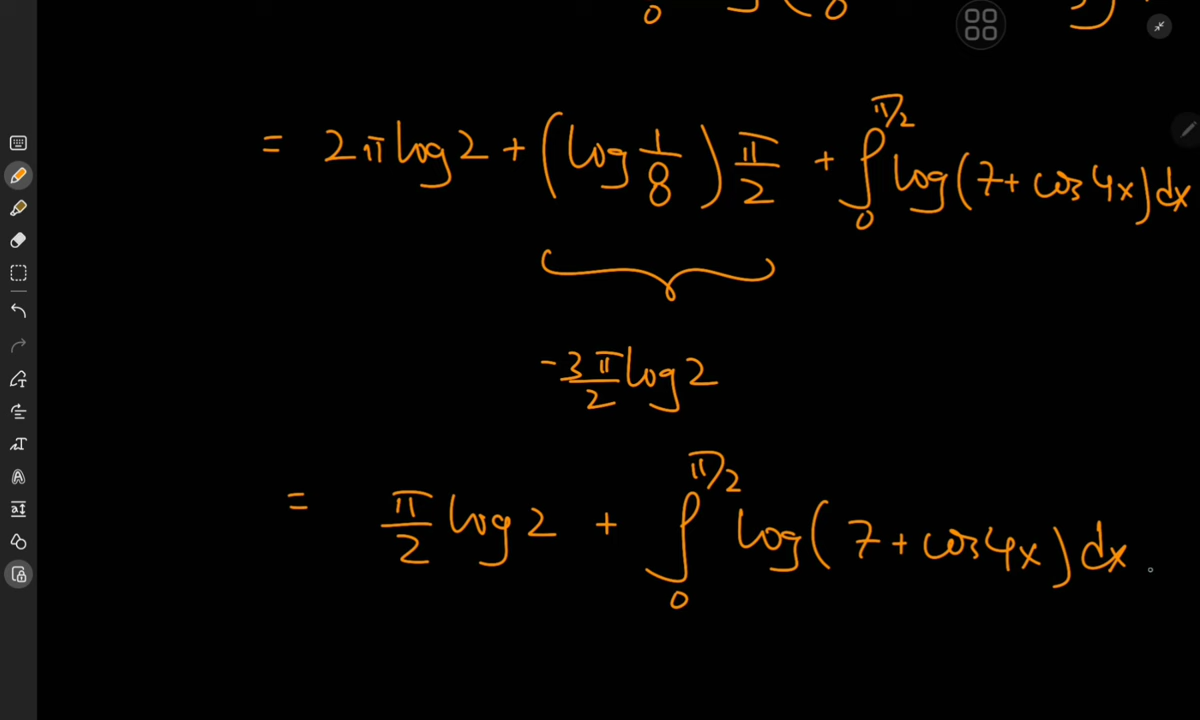 = 2π log 2 + (log 1/8) π/2 + ∫₀^{π/2} log(7 + cos 4x) dx
-3π/2 log 2
= π/2 log 2 + ∫₀^{π/2} log(7 + cos 4x) dx.